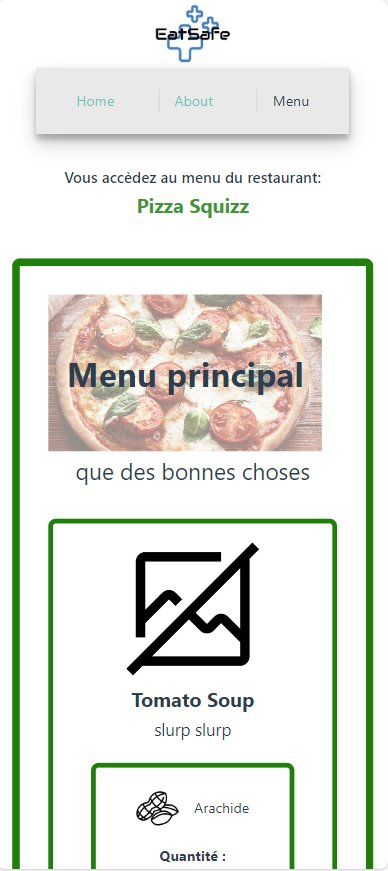 EatSafe
Home About Menu
Vous accèdez au menu du restaurant:
Pizza Squizz
Menu principal
que des bonnes choses
Tomato Soup
slurp slurp
Arachide
Quantité :